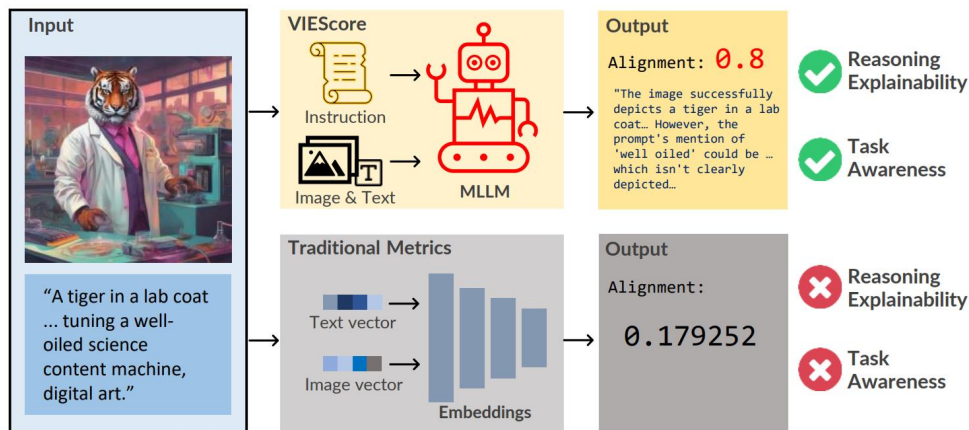 Input
"A tiger in a lab coat
... tuning a well-
oiled science
content machine,
digital art."
VIEScore
Instruction
T
Image & Text
MLLM
Output
Alignment: 0.8
"The image successfully
depicts a tiger in a lab
coat… However, the
prompt's mention of
'well oiled' could be …
which isn't clearly
depicted…
Reasoning
Explainability
Task
Awareness
Traditional Metrics
Text vector
Image vector
Embeddings
Output
Alignment:
0.179252
Reasoning
Explainability
Task
Awareness